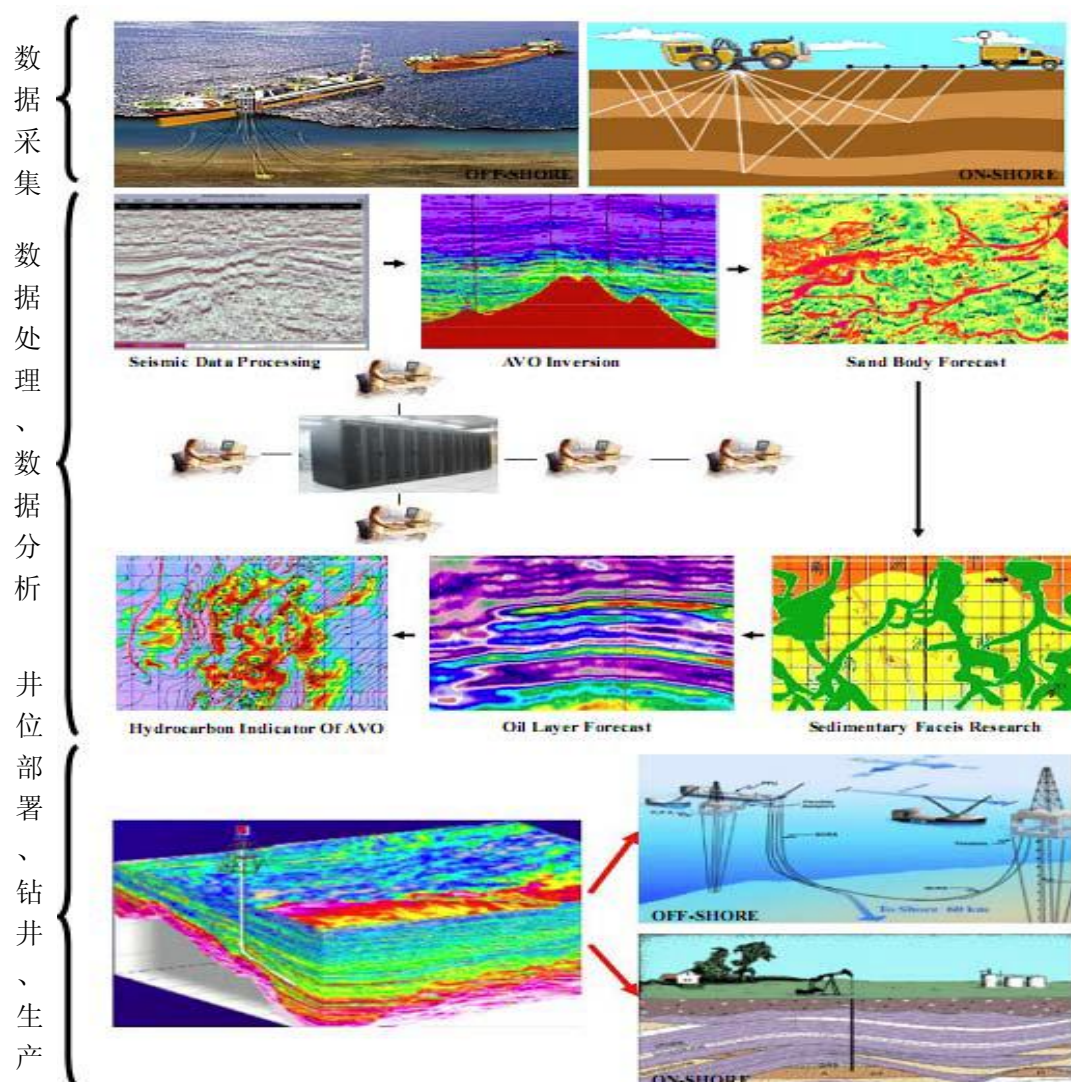 数据采集
OFF-SHORE
ON-SHORE
数据处理、数据分析
Seismic Data Processing
AVO Inversion
Sand Body Forecast
Hydrocarbon Indicator Of AVO
Oil Layer Forecast
Sedimentary Faceis Research
井位部署、钻井、生产
OFF-SHORE
To Shore 60 km
ON-SHORE